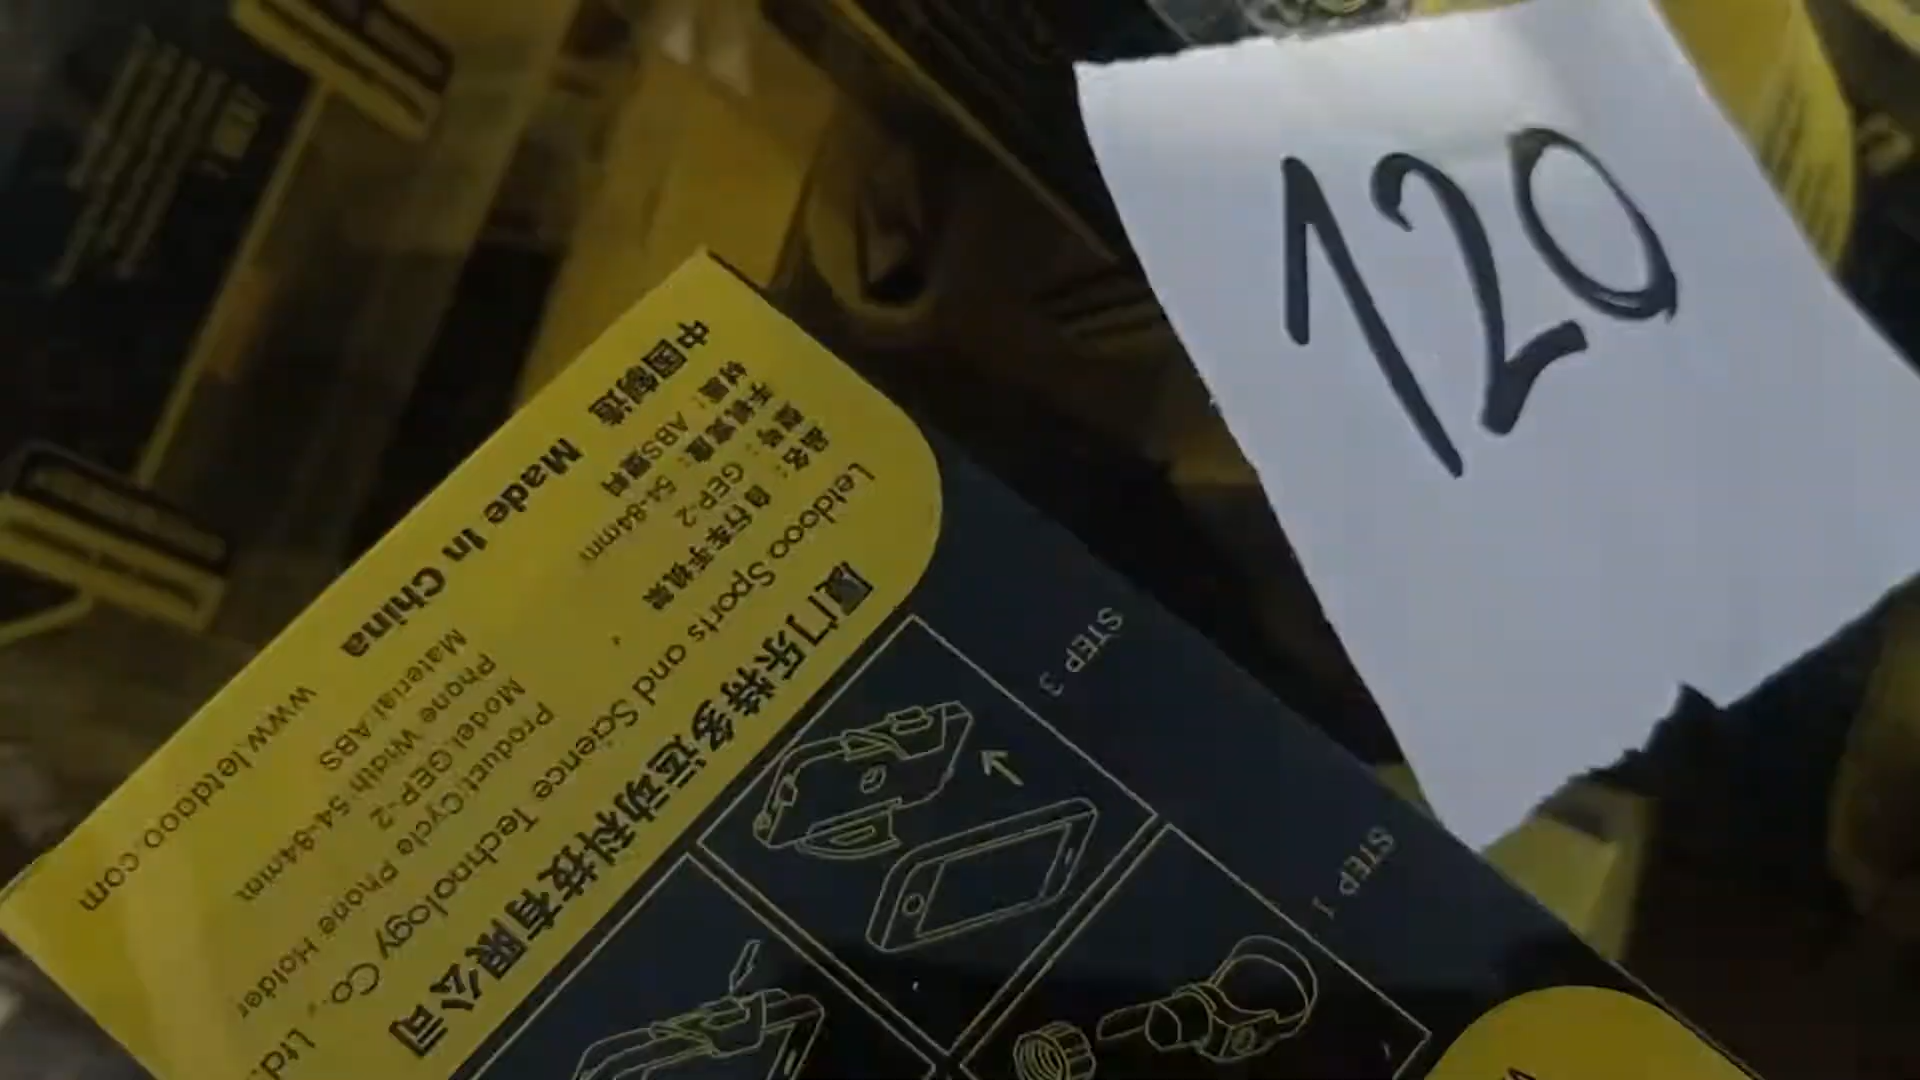 120
厦门乐特多运动科技有限公司
Letdooo Sports and Science Technology Co., Ltd.
品名: 自行车手机架
型号: GEP-2
手机宽度: 54-84mm
材质: ABS塑料
Product:Cycle Phone Holder
Model GEP-2
Phone Width 54-84mm
Material:ABS
中国制造 Made In China
www.letdooo.com
STEP 3
STEP 1